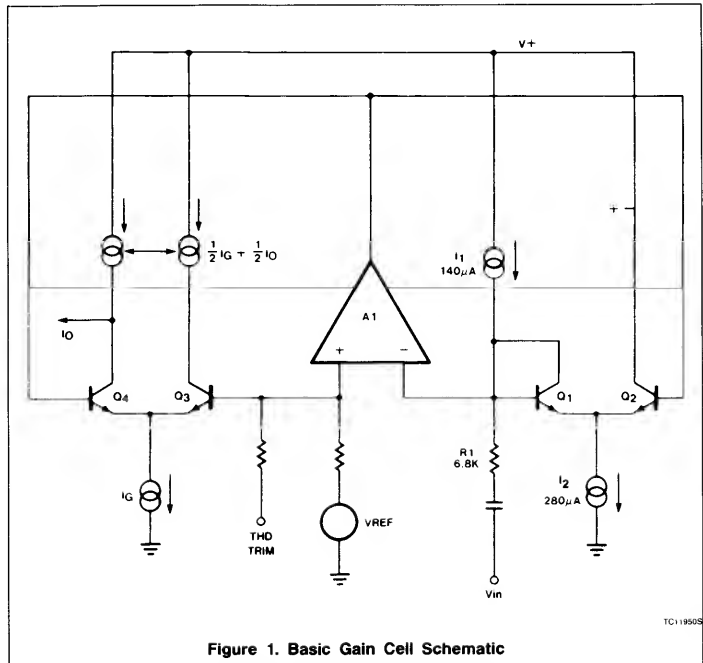 V+
+
½ IG + ½ IO
I1
140μA
A1
+ −
IO
Q4 Q3 Q1 Q2
R1
6.8K
IG
I2
280μA
THD
TRIM
VREF
Vin
TC11950S
Figure 1. Basic Gain Cell Schematic